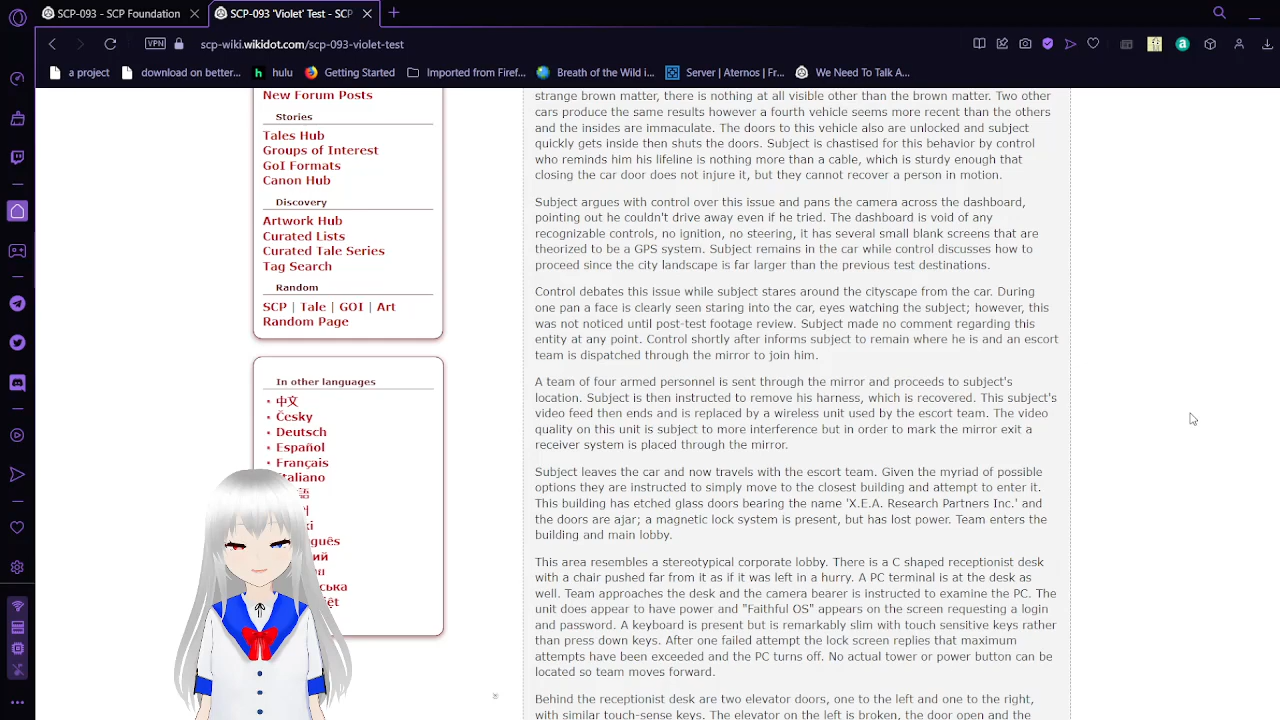 SCP-093 - SCP Foundation
SCP-093 'Violet' Test - SCP
VPN
scp-wiki.wikidot.com/scp-093-violet-test
a project
download on better...
hulu
Getting Started
Imported from Firef...
Breath of the Wild i...
Server | Aternos | Fr...
We Need To Talk A...
New Forum Posts
Stories
Tales Hub
Groups of Interest
GoI Formats
Canon Hub
Discovery
Artwork Hub
Curated Lists
Curated Tale Series
Tag Search
Random
SCP | Tale | GOI | Art
Random Page
In other languages
中文
Česky
Deutsch
Español
Français
Italiano
strange brown matter, there is nothing at all visible other than the brown matter. Two other
cars produce the same results however a fourth vehicle seems more recent than the others
and the insides are immaculate. The doors to this vehicle also are unlocked and subject
quickly gets inside then shuts the doors. Subject is chastised for this behavior by control
who reminds him his lifeline is nothing more than a cable, which is sturdy enough that
closing the car door does not injure it, but they cannot recover a person in motion.
Subject argues with control over this issue and pans the camera across the dashboard,
pointing out he couldn't drive away even if he tried. The dashboard is void of any
recognizable controls, no ignition, no steering, it has several small blank screens that are
theorized to be a GPS system. Subject remains in the car while control discusses how to
proceed since the city landscape is far larger than the previous test destinations.
Control debates this issue while subject stares around the cityscape from the car. During
one pan a face is clearly seen staring into the car, eyes watching the subject; however, this
was not noticed until post-test footage review. Subject made no comment regarding this
entity at any point. Control shortly after informs subject to remain where he is and an escort
team is dispatched through the mirror to join him.
A team of four armed personnel is sent through the mirror and proceeds to subject's
location. Subject is then instructed to remove his harness, which is recovered. This subject's
video feed then ends and is replaced by a wireless unit used by the escort team. The video
quality on this unit is subject to more interference but in order to mark the mirror exit a
receiver system is placed through the mirror.
Subject leaves the car and now travels with the escort team. Given the myriad of possible
options they are instructed to simply move to the closest building and attempt to enter it.
This building has etched glass doors bearing the name 'X.E.A. Research Partners Inc.' and
the doors are ajar; a magnetic lock system is present, but has lost power. Team enters the
building and main lobby.
This area resembles a stereotypical corporate lobby. There is a C shaped receptionist desk
with a chair pushed far from it as if it was left in a hurry. A PC terminal is at the desk as
well. Team approaches the desk and the camera bearer is instructed to examine the PC. The
unit does appear to have power and "Faithful OS" appears on the screen requesting a login
and password. A keyboard is present but is remarkably slim with touch sensitive keys rather
than press down keys. After one failed attempt the lock screen replies that maximum
attempts have been exceeded and the PC turns off. No actual tower or power button can be
located so team moves forward.
Behind the receptionist desk are two elevator doors, one to the left and one to the right,
with similar touch-sense keys. The elevator on the left is broken, the door open and the